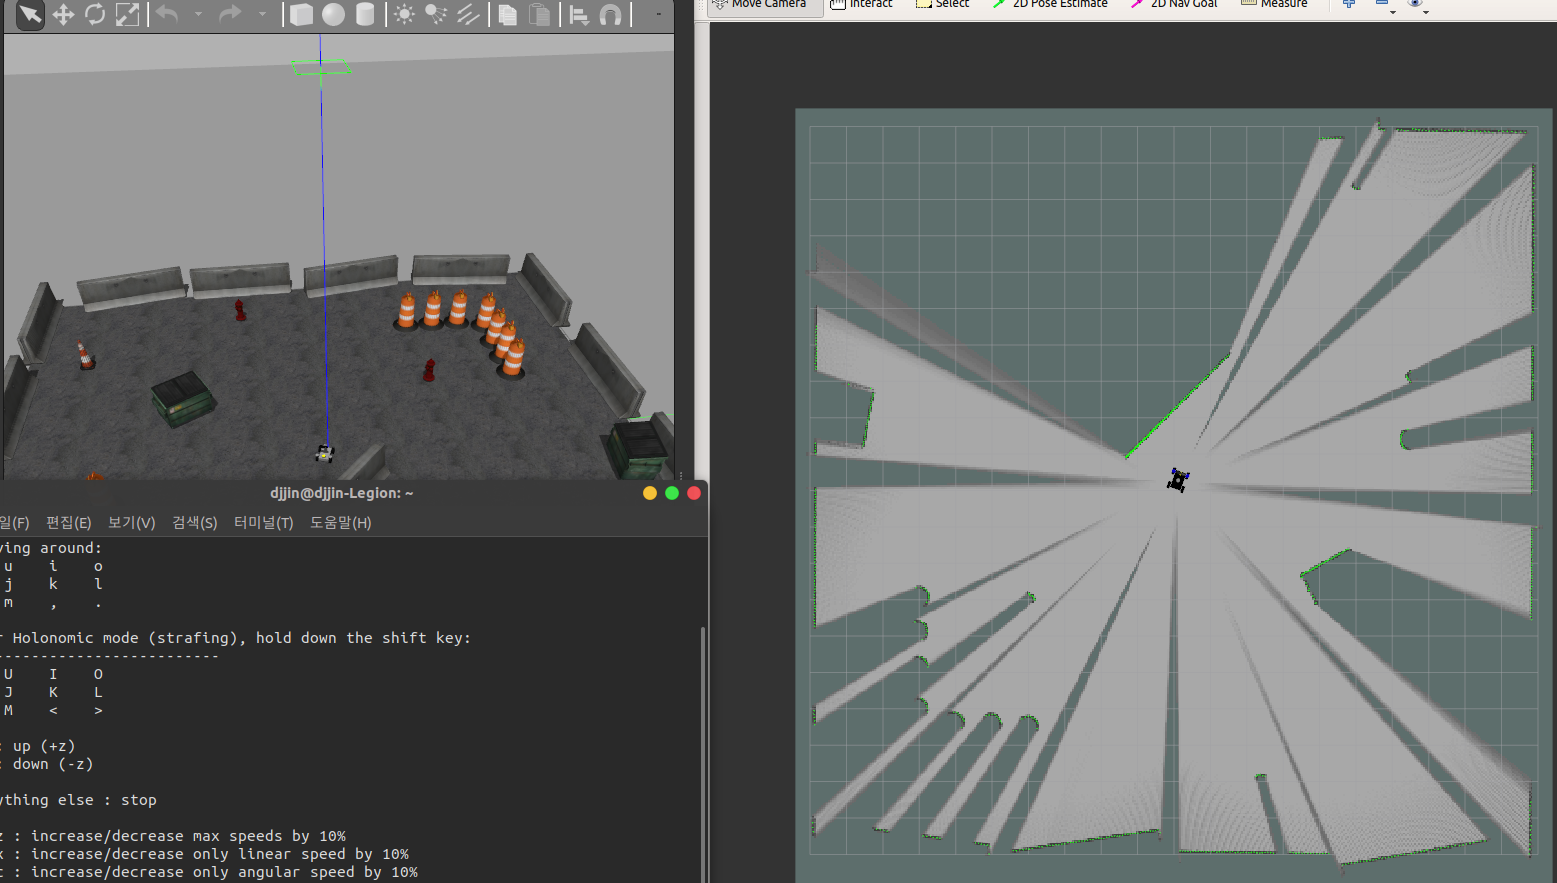 Move Camera Interact Select 2D Pose Estimate 2D Nav Goal Measure
djjin@djjin-Legion: ~
일(F) 편집(E) 보기(V) 검색(S) 터미널(T) 도움말(H)
ving around:
u i o
j k l
m , .
r Holonomic mode (strafing), hold down the shift key:
---------------------------
U I O
J K L
M < >
: up (+z)
: down (-z)
ything else : stop
z : increase/decrease max speeds by 10%
x : increase/decrease only linear speed by 10%
c : increase/decrease only angular speed by 10%